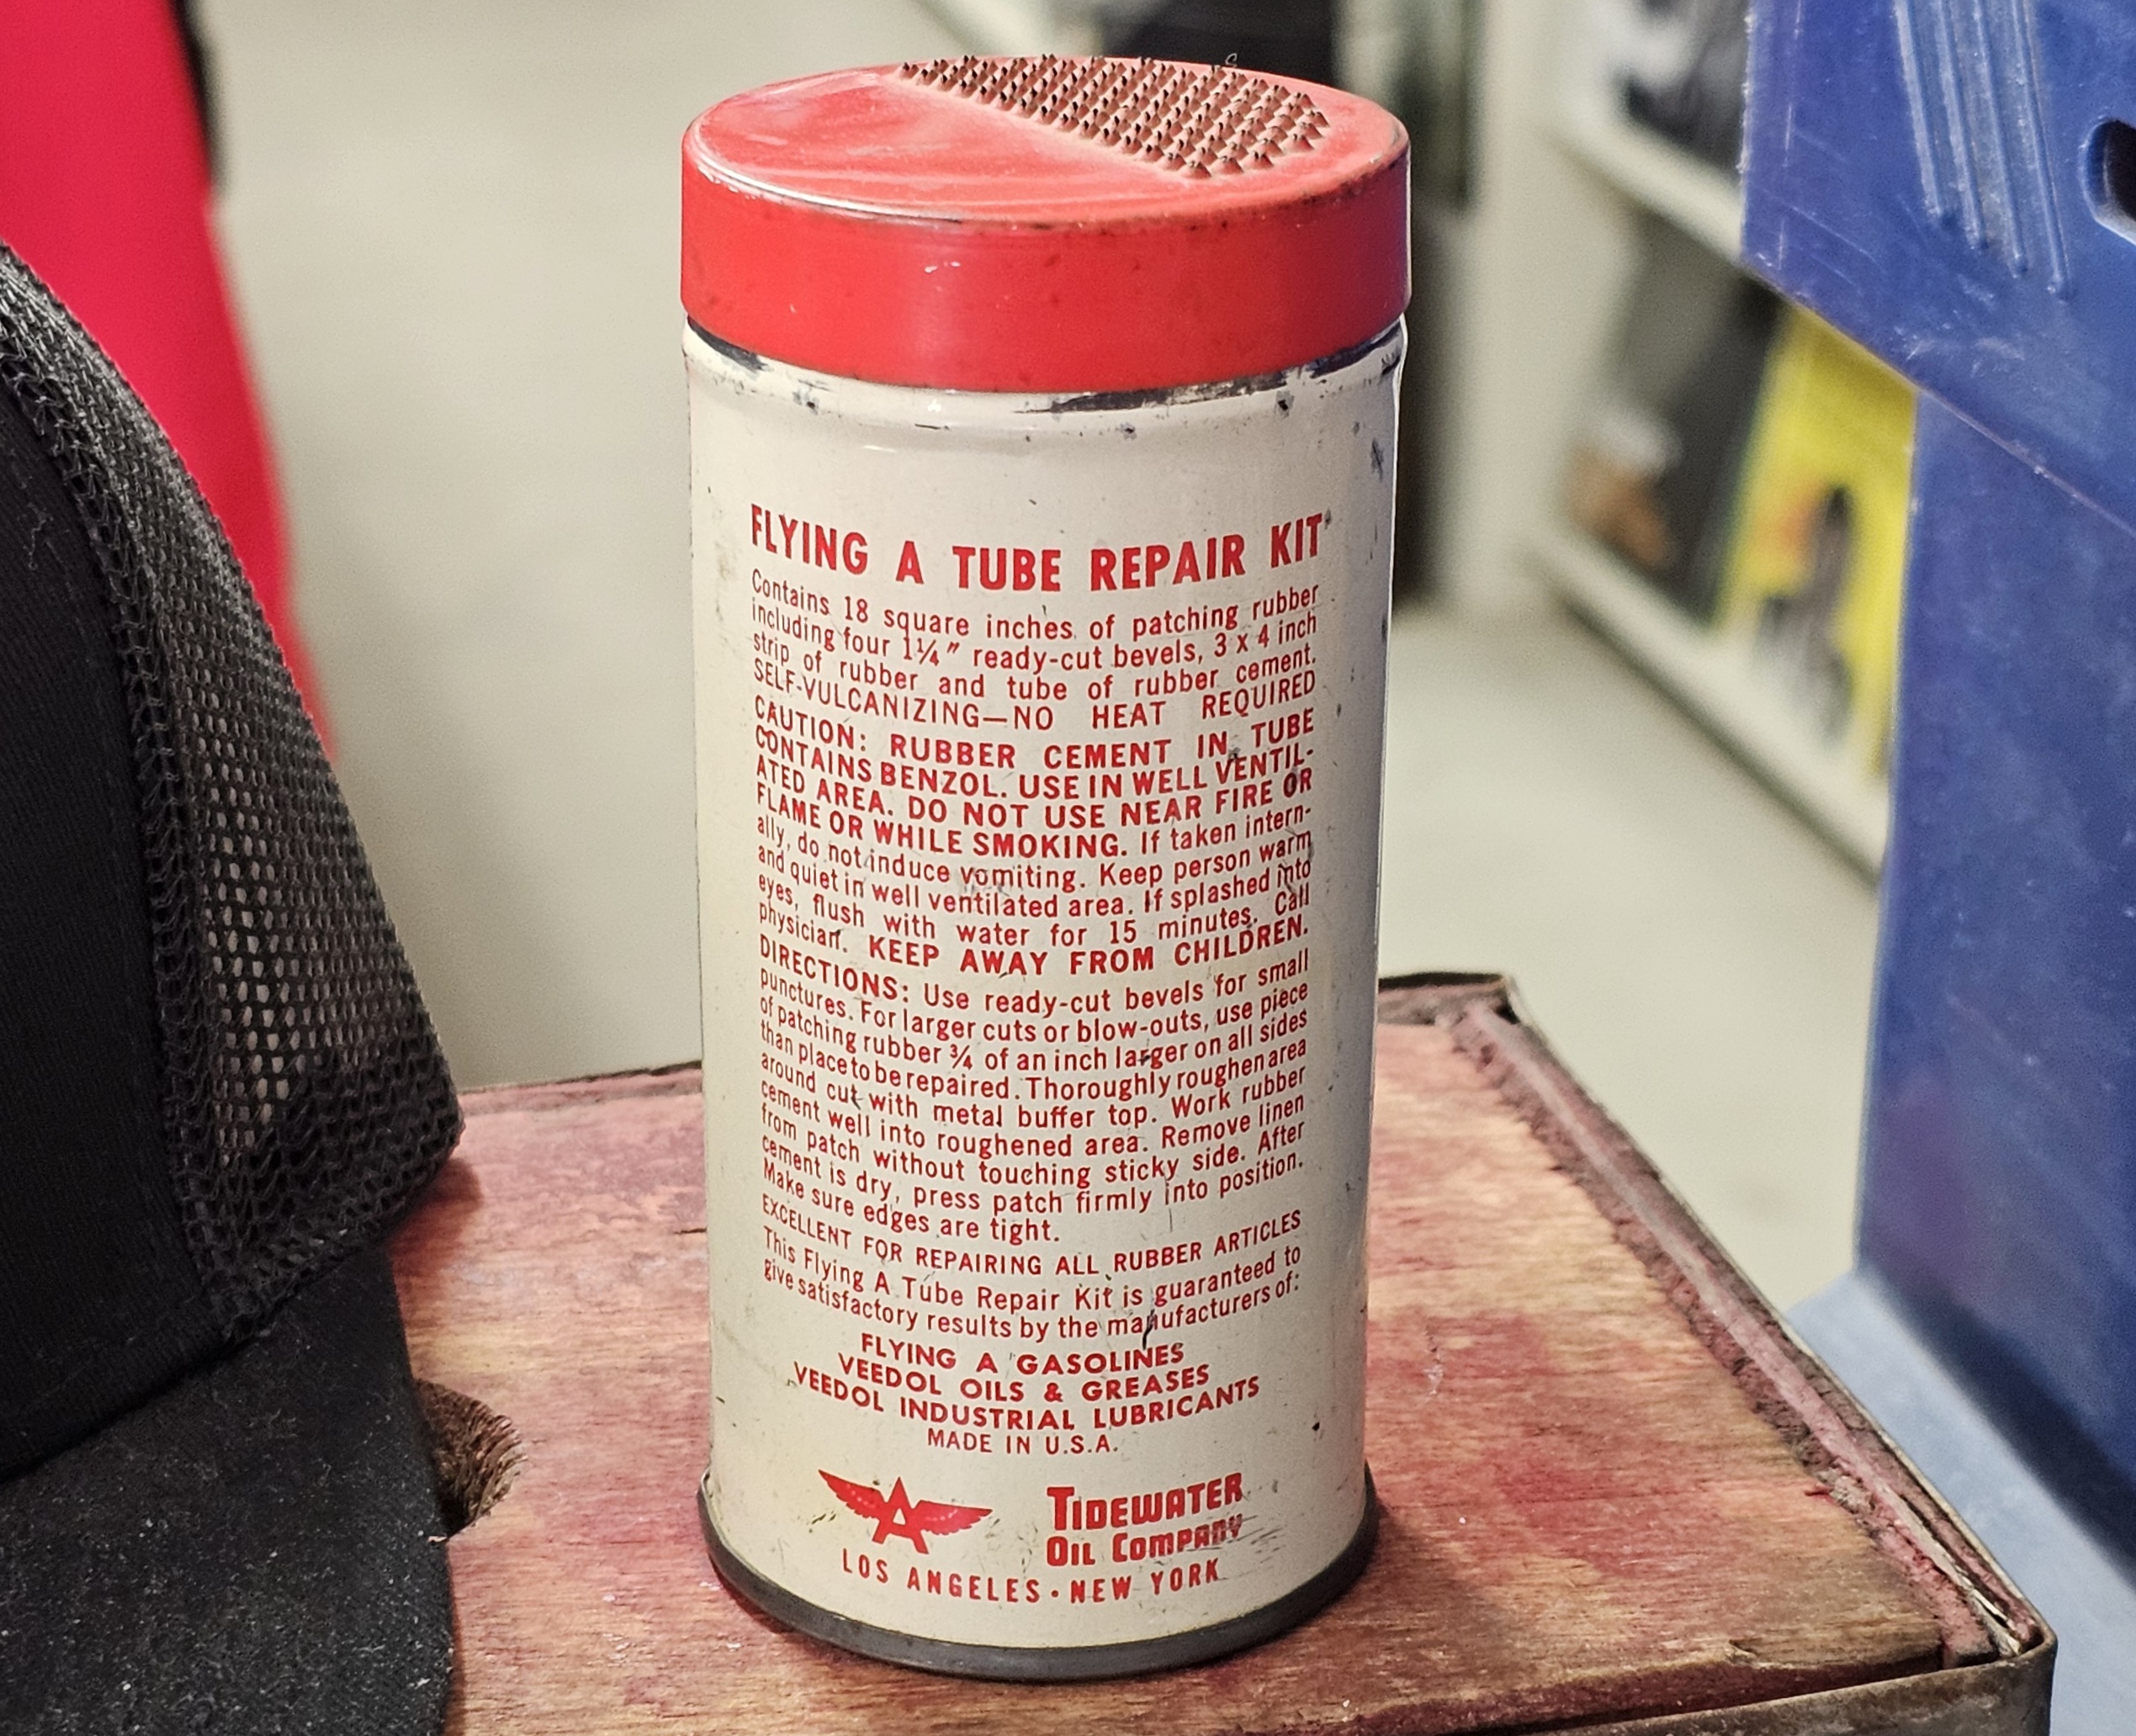 FLYING A TUBE REPAIR KIT
Contains 18 square inches of patching rubber
including four 1¼" ready-cut bevels, 3 x 4 inch
strip of rubber and tube of rubber cement.
SELF-VULCANIZING—NO HEAT REQUIRED
CAUTION: RUBBER CEMENT IN TUBE
CONTAINS BENZOL. USE IN WELL VENTIL-
ATED AREA. DO NOT USE NEAR FIRE OR
FLAME OR WHILE SMOKING. If taken intern-
ally, do not induce vomiting. Keep person warm
and quiet in well ventilated area. If splashed into
eyes, flush with water for 15 minutes. Call
physician. KEEP AWAY FROM CHILDREN.
DIRECTIONS: Use ready-cut bevels for small
punctures. For larger cuts or blow-outs, use piece
of patching rubber ¾ of an inch larger on all sides
than place to be repaired. Thoroughly roughen area
around cut with metal buffer top. Work rubber
cement well into roughened area. Remove linen
from patch without touching sticky side. After
cement is dry, press patch firmly into position.
Make sure edges are tight.
EXCELLENT FOR REPAIRING ALL RUBBER ARTICLES
This Flying A Tube Repair Kit is guaranteed to
give satisfactory results by the manufacturers of:
FLYING A GASOLINES
VEEDOL OILS & GREASES
VEEDOL INDUSTRIAL LUBRICANTS
MADE IN U.S.A.
A TIDEWATER
OIL COMPANY
LOS ANGELES • NEW YORK